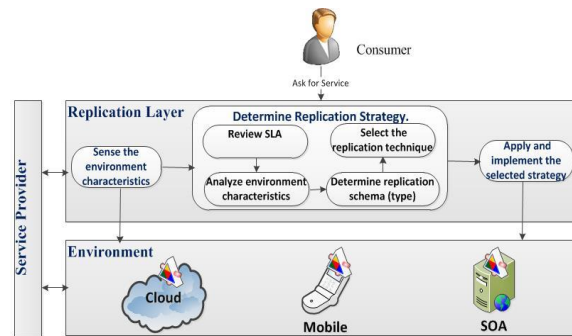 Consumer
Ask for Service
Service Provider
Replication Layer
Determine Replication Strategy.
Review SLA
Select the
replication technique
Sense the
environment
characteristics
Analyze environment
characteristics
Determine replication
schema (type)
Apply and
implement the
selected strategy
Environment
Cloud
Mobile
SOA